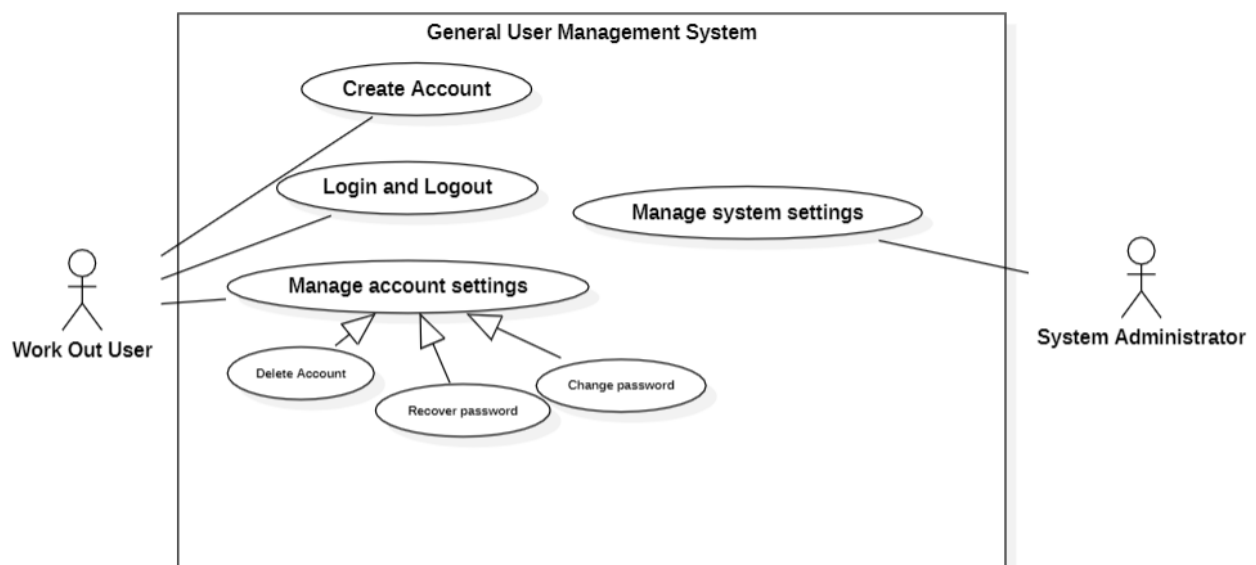 General User Management System
Create Account
Login and Logout
Manage system settings
Manage account settings
Work Out User
System Administrator
Delete Account
Change password
Recover password